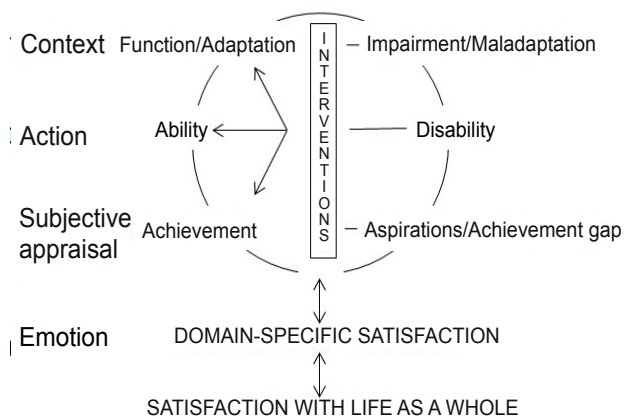 Context
Function/Adaptation
INTERVENTIONS
Impairment/Maladaptation
Action
Ability
Disability
Subjective
appraisal
Achievement
Aspirations/Achievement gap
Emotion
DOMAIN-SPECIFIC SATISFACTION
SATISFACTION WITH LIFE AS A WHOLE